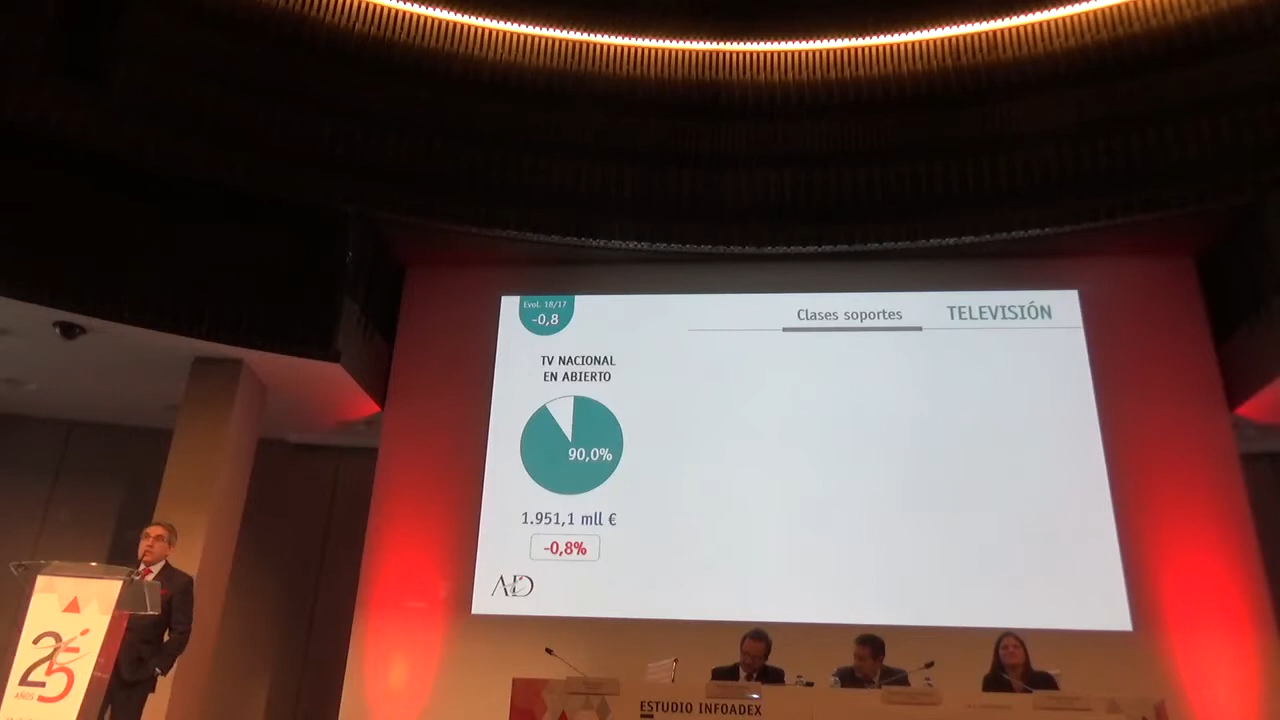 Evol. 18/17
-0,8
Clases soportes
TELEVISIÓN
TV NACIONAL
EN ABIERTO
90,0%
1.951,1 mll €
-0,8%
AD
25
AÑOS
ESTUDIO INFOADEX